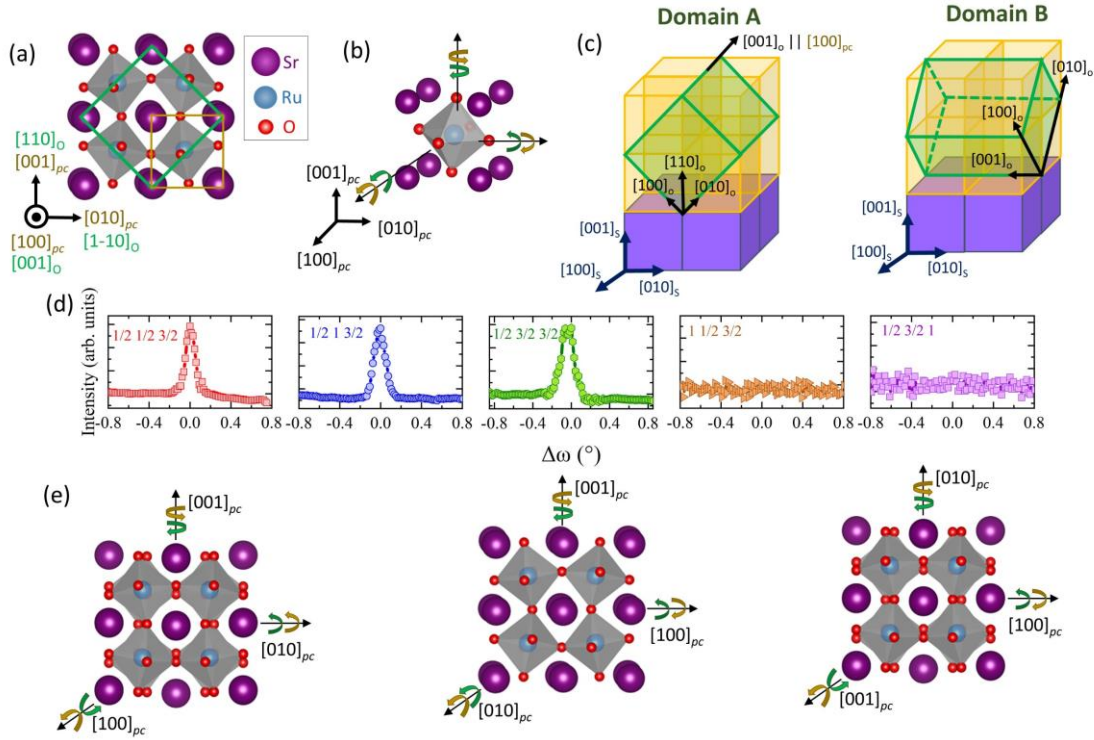 Domain A
Domain B
(a)
Sr
Ru
O
[110]O
[001]pc
[010]pc
[1-10]O
[100]pc
[001]O
(b)
[001]pc
[010]pc
[100]pc
(c)
[001]o || [100]pc
[110]o
[100]o
[010]o
[001]S
[100]S
[010]S
[010]o
[100]o
[001]o
[001]S
[100]S
[010]S
(d)
Intensity (arb. units)
1/2 1/2 3/2
1/2 1 3/2
1/2 3/2 3/2
1 1/2 3/2
1/2 3/2 1
-0.8 -0.4 0.0 0.4 0.8
-0.8 -0.4 0.0 0.4 0.8
-0.8 -0.4 0.0 0.4 0.8
-0.8 -0.4 0.0 0.4 0.8
-0.8 -0.4 0.0 0.4 0.8
Δω (°)
(e)
[001]pc
[010]pc
[100]pc
[001]pc
[100]pc
[010]pc
[010]pc
[100]pc
[001]pc